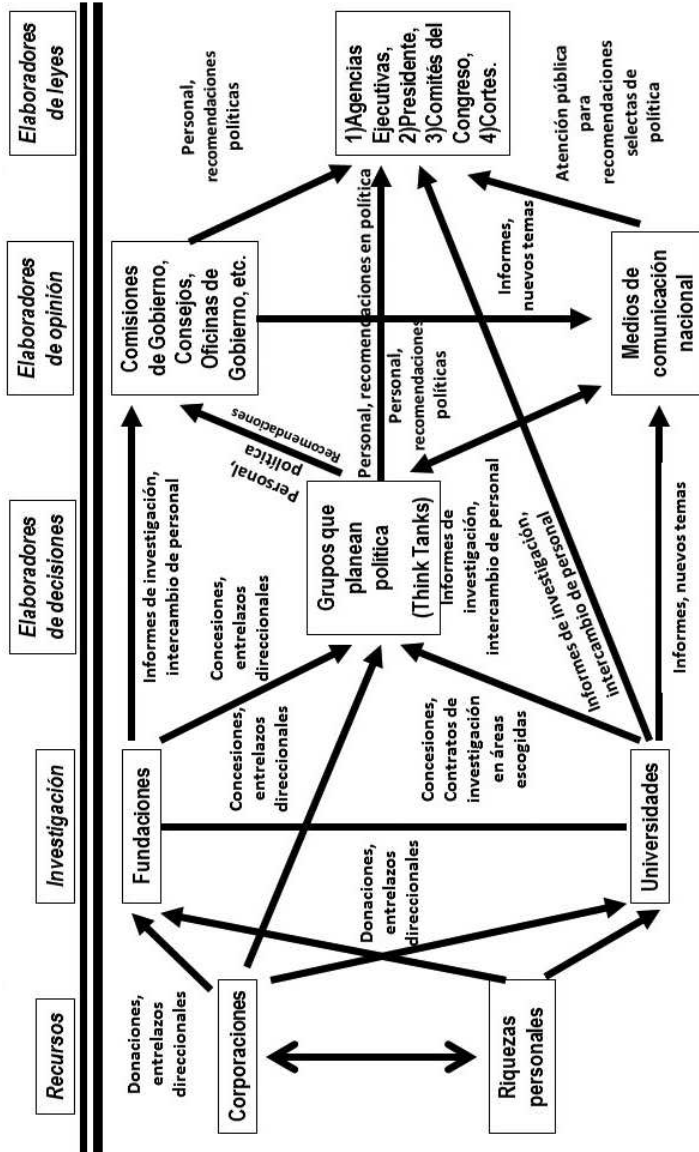 Recursos
Investigación
Elaboradores
de decisiones
Elaboradores
de opinión
Elaboradores
de leyes
Donaciones,
entrelazos
direccionales
Corporaciones
Riquezas
personales
Donaciones,
entrelazos
direccionales
Fundaciones
Universidades
Informes de investigación,
intercambio de personal
Concesiones,
entrelazos
direccionales
Concesiones,
entrelazos
direccionales
Concesiones,
Contratos de
investigación
en áreas
escogidas
Grupos que
planean
política
(Think Tanks)
Informes de
investigación,
intercambio de personal
Informes de investigación,
intercambio de personal
Informes, nuevos temas
Personal,
política
Recomendaciones
Comisiones
de Gobierno,
Consejos,
Oficinas de
Gobierno, etc.
Personal, recomendaciones en política
Personal,
recomendaciones
políticas
Informes,
nuevos temas
Medios de
comunicación
nacional
Personal,
recomendaciones
políticas
1)Agencias
Ejecutivas,
2)Presidente,
3)Comités del
Congreso,
4)Cortes.
Atención pública
para
recomendaciones
selectas de
política